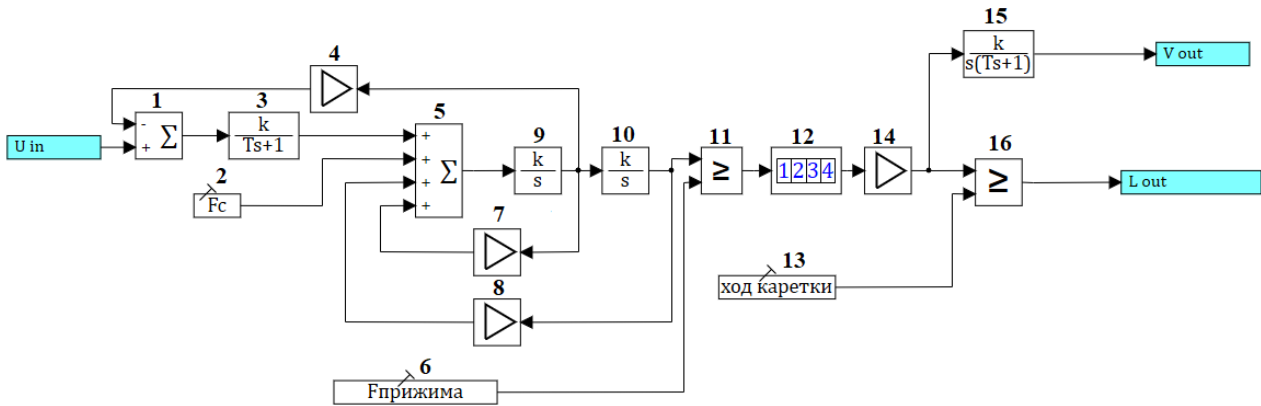 15
k
s(Ts+1)
V out
4
1
3
5
9
10
11
12
14
16
-
+
Σ
k
Ts+1
+
+
+
+
Σ
k
s
k
s
≥
1234
≥
U in
L out
2
Fc
7
13
ход каретки
8
6
Fприжима